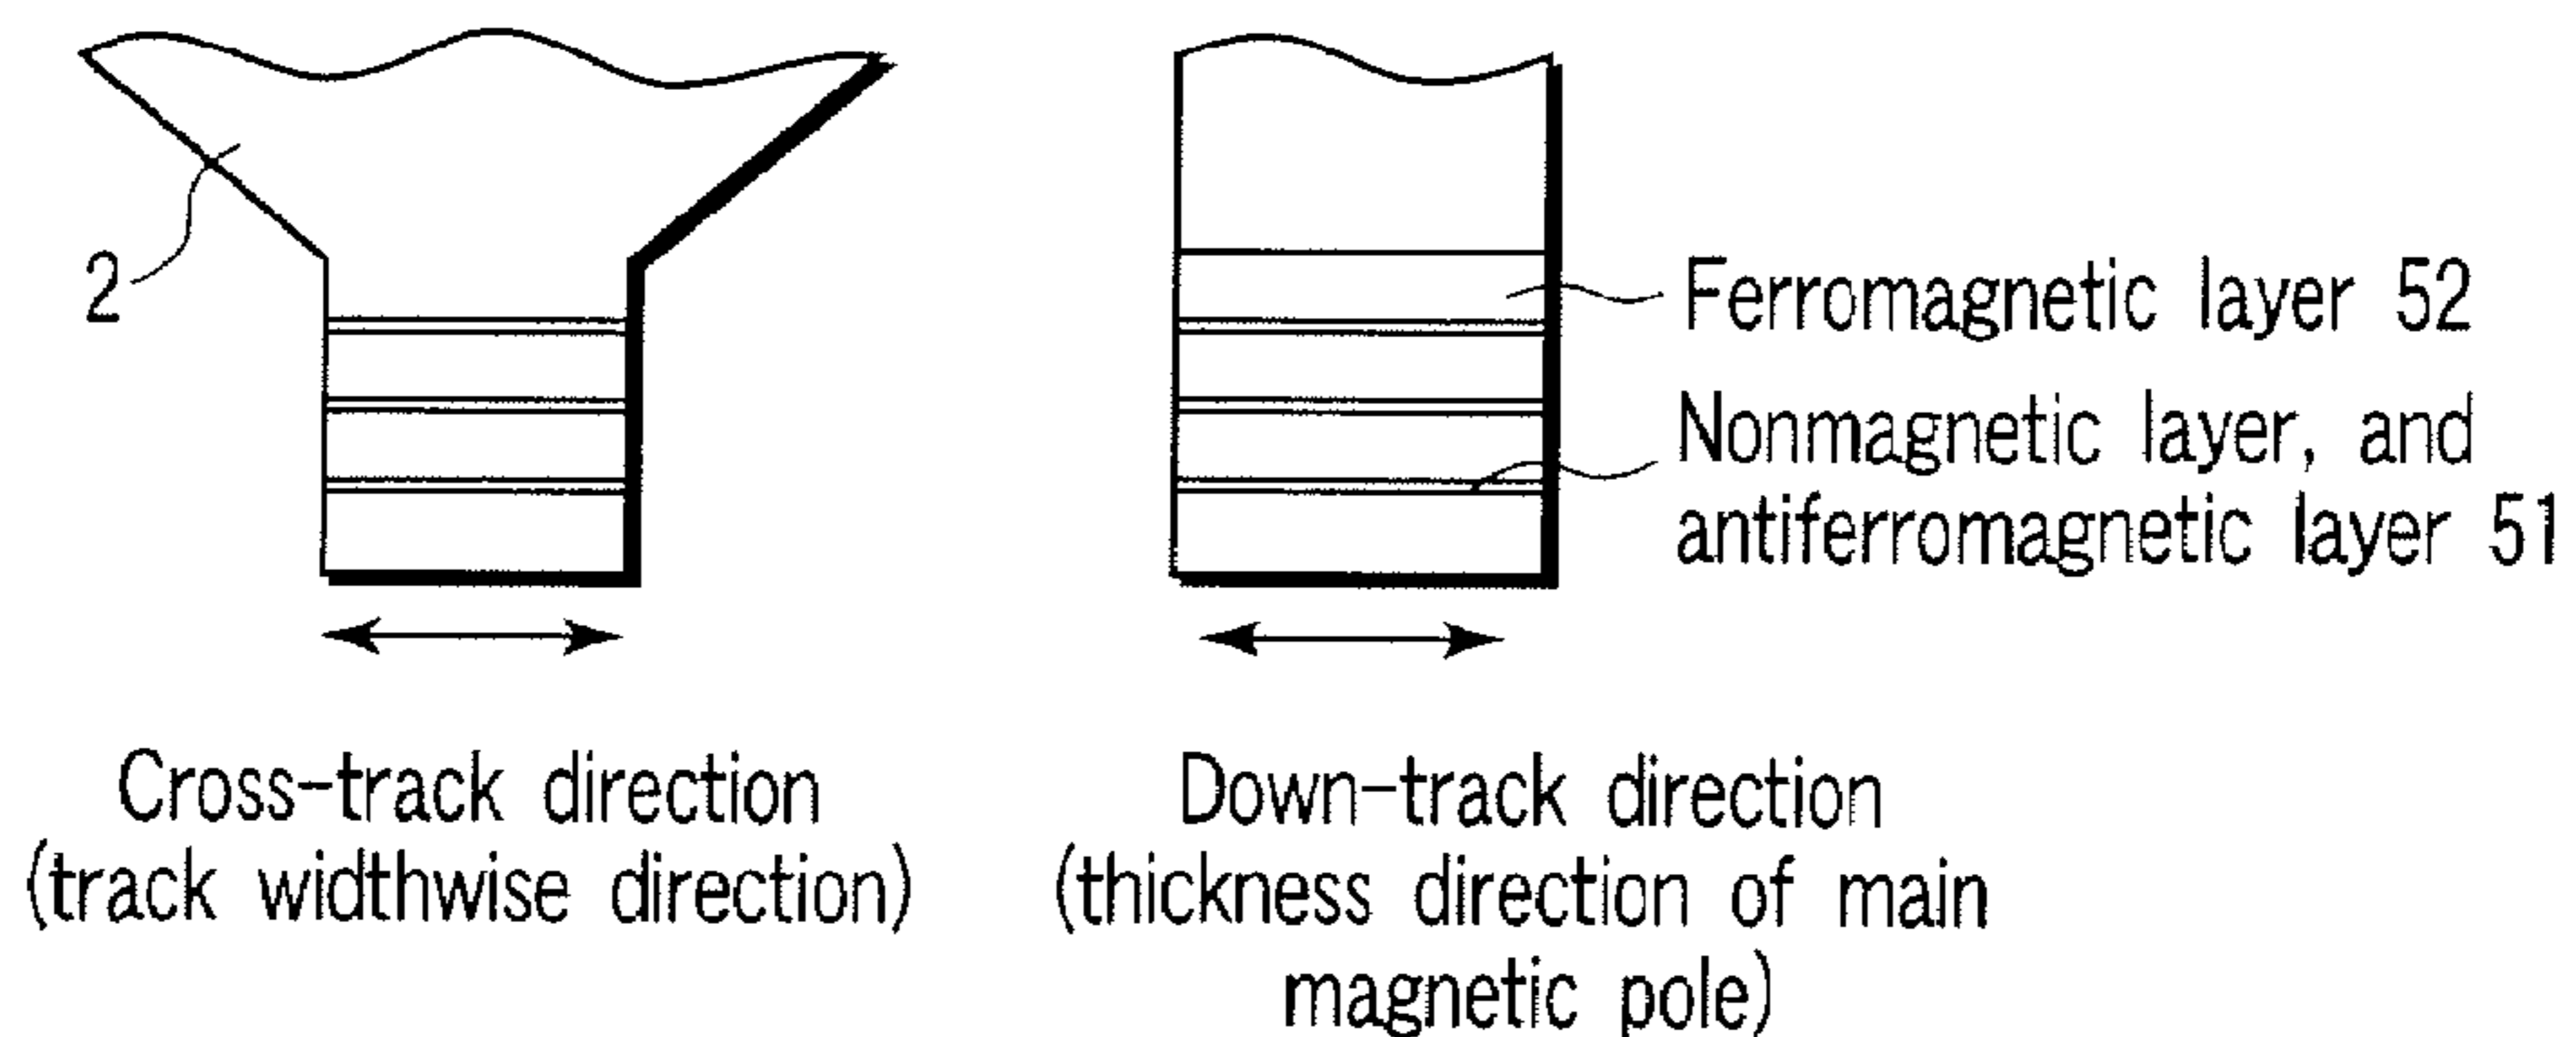 2
Ferromagnetic layer 52
Nonmagnetic layer, and
antiferromagnetic layer 51
Cross-track direction
(track widthwise direction)
Down-track direction
(thickness direction of main
magnetic pole)